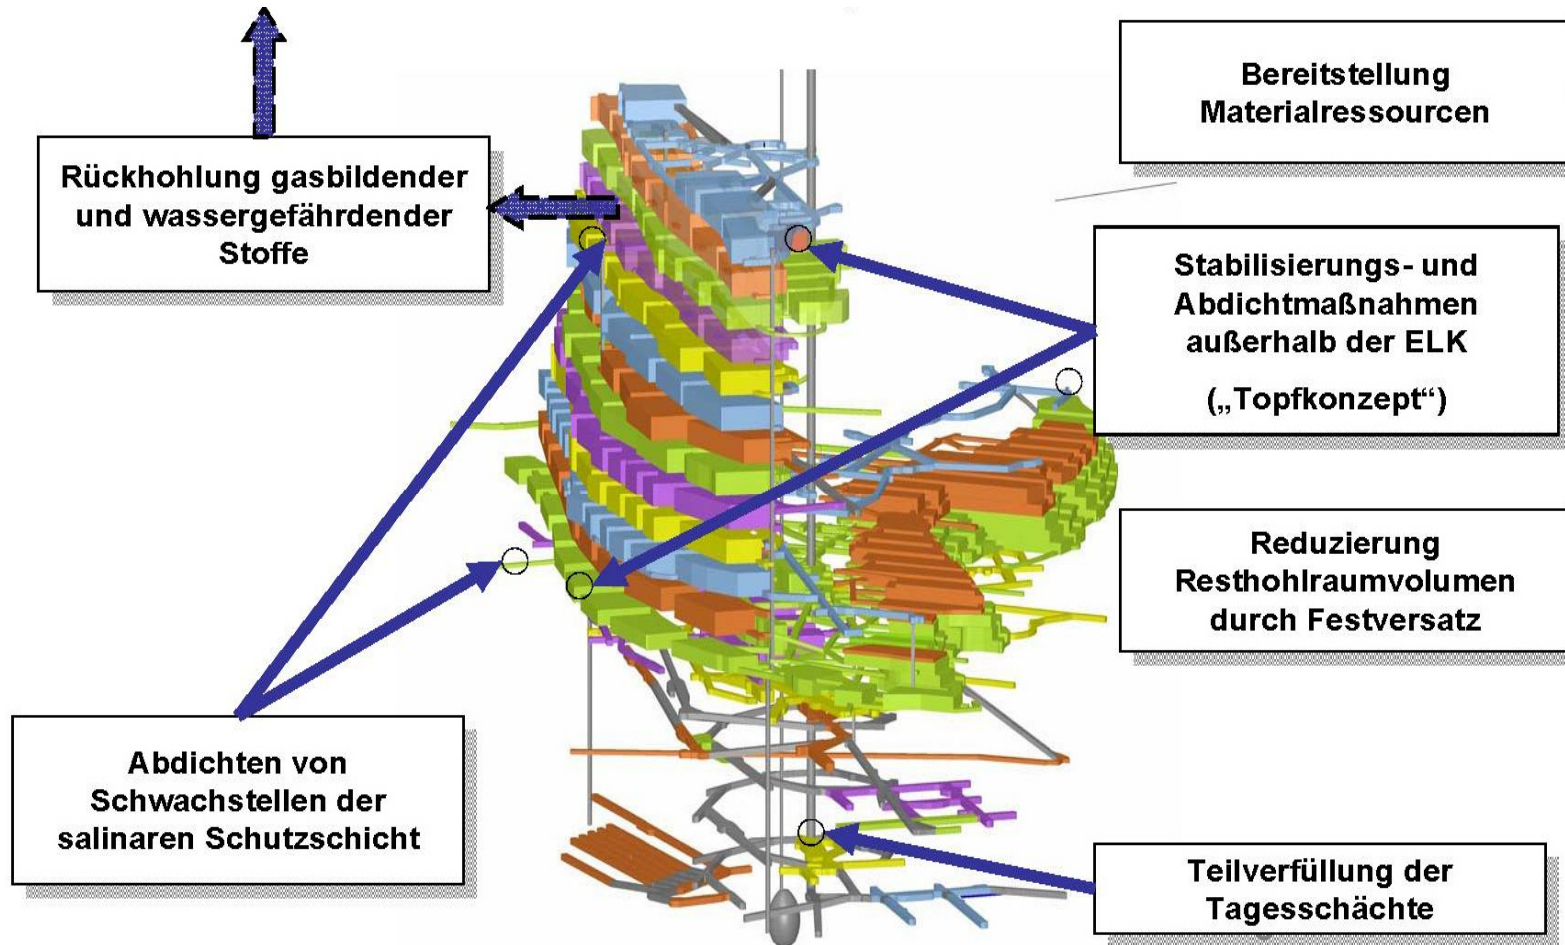 Rückhohlung gasbildender
und wassergefährdender
Stoffe
Abdichten von
Schwachstellen der
salinaren Schutzschicht
Bereitstellung
Materialressourcen
Stabilisierungs- und
Abdichtmaßnahmen
außerhalb der ELK
(„Topfkonzept“)
Reduzierung
Resthohlraumvolumen
durch Festversatz
Teilverfüllung der
Tagesschächte